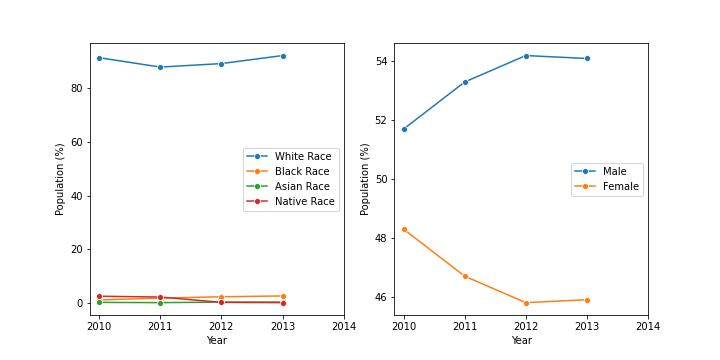 Population (%)
80
60
40
20
0
2010 2011 2012 2013 2014
Year
White Race
Black Race
Asian Race
Native Race
Population (%)
54
52
50
48
46
2010 2011 2012 2013 2014
Year
Male
Female